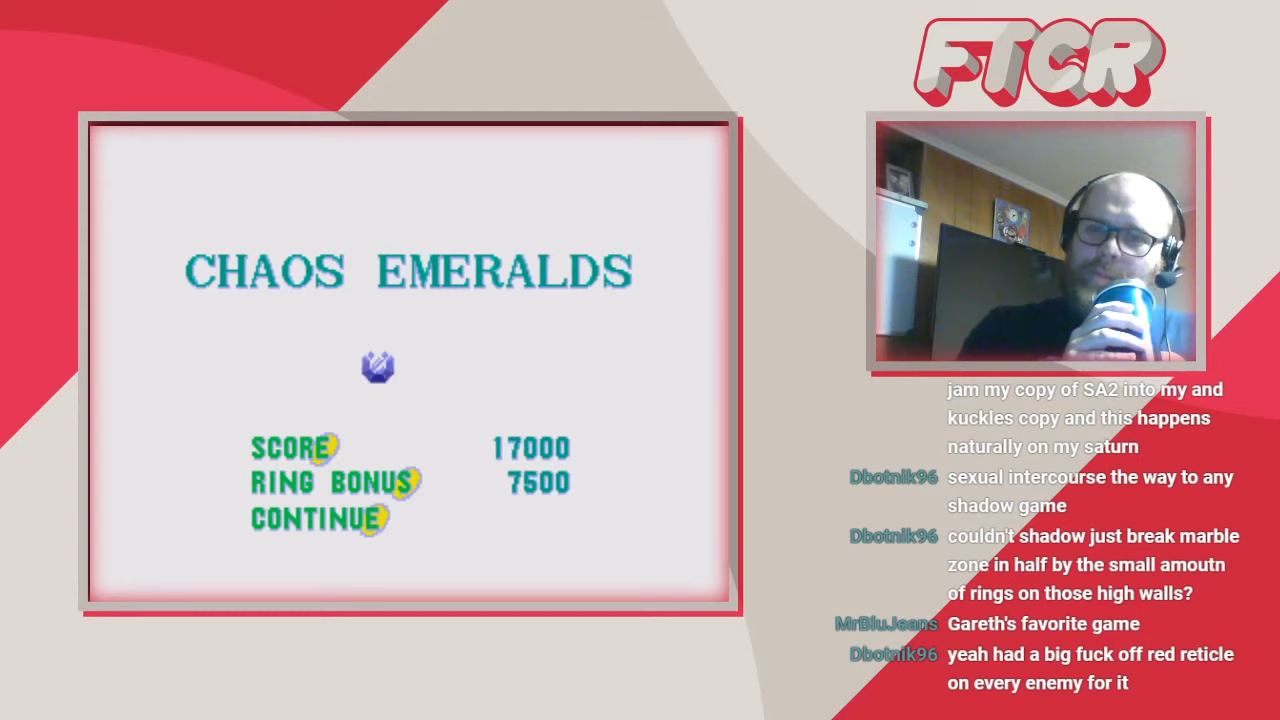 FTCR
CHAOS EMERALDS
SCORE 17000
RING BONUS 7500
CONTINUE
jam my copy of SA2 into my and
kuckles copy and this happens
naturally on my saturn
Dbotnik96 sexual intercourse the way to any
shadow game
Dbotnik96 couldn't shadow just break marble
zone in half by the small amoutn
of rings on those high walls?
MrBluJeans Gareth's favorite game
Dbotnik96 yeah had a big fuck off red reticle
on every enemy for it